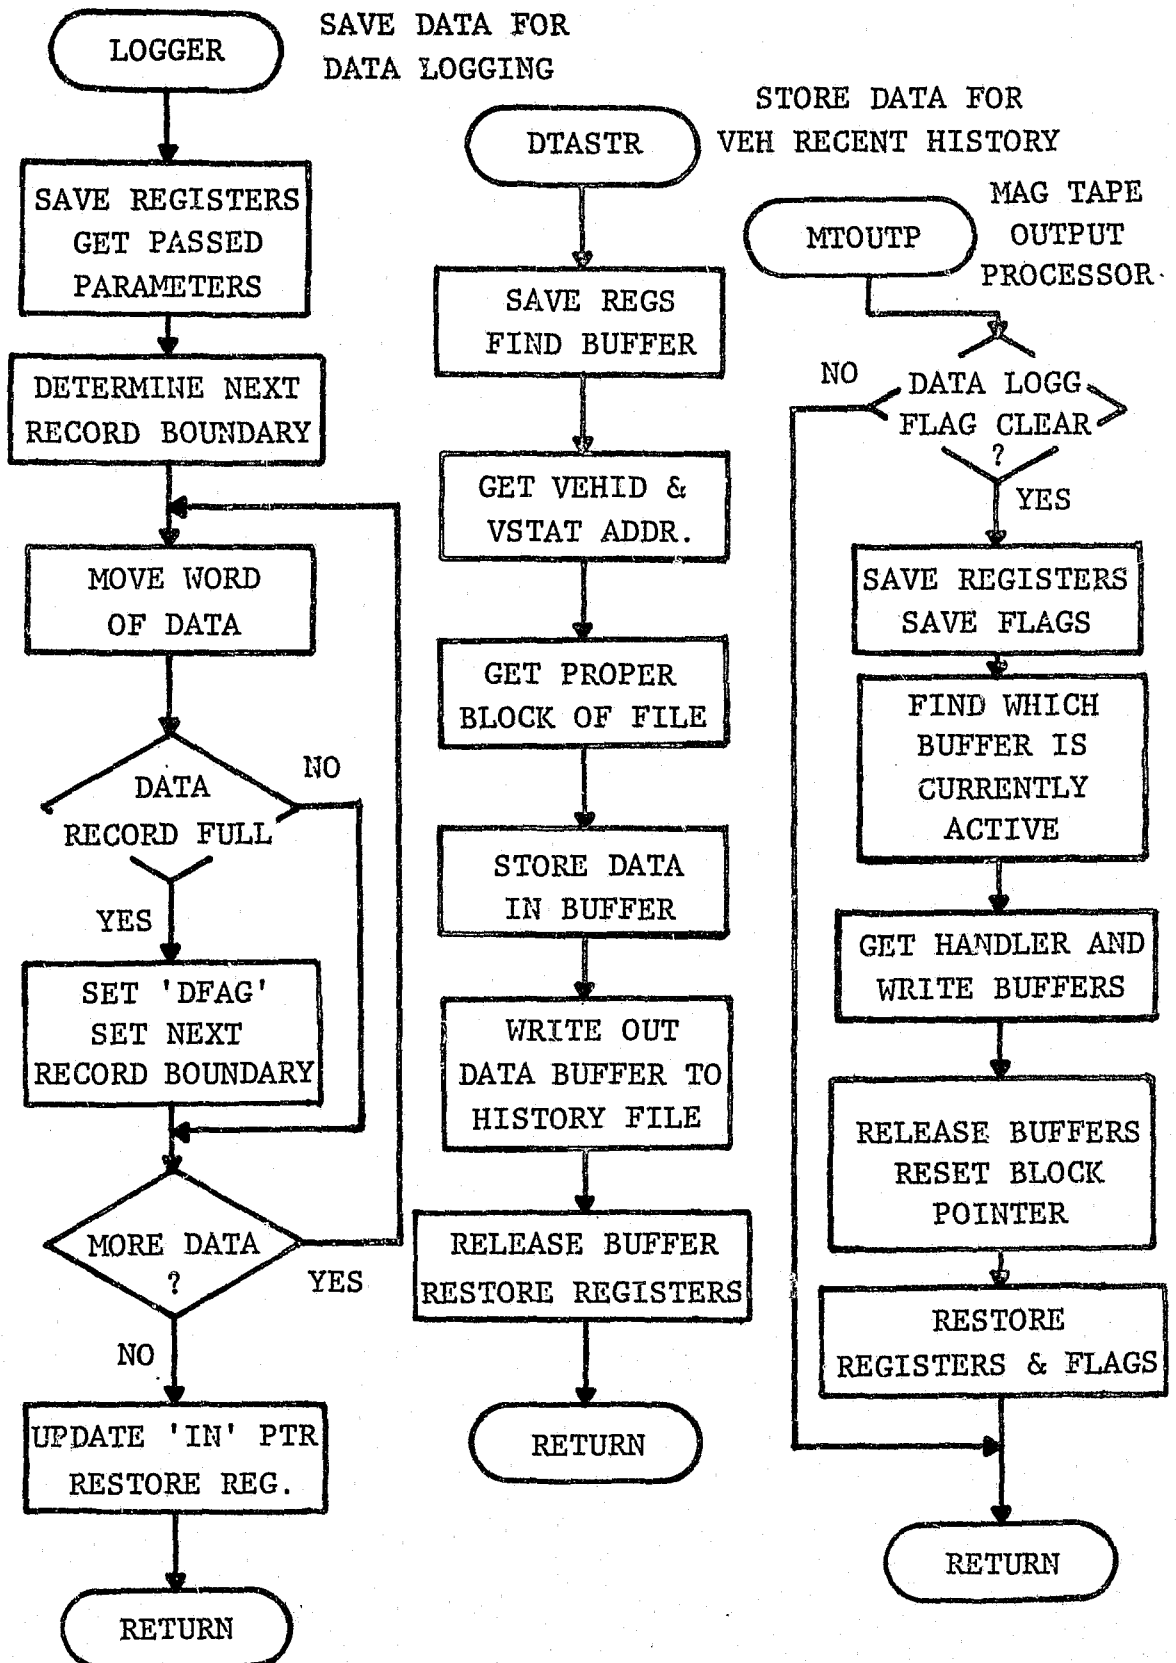 LOGGER
SAVE DATA FOR
DATA LOGGING
SAVE REGISTERS
GET PASSED
PARAMETERS
DETERMINE NEXT
RECORD BOUNDARY
MOVE WORD
OF DATA
DATA
RECORD FULL
NO
YES
SET 'DFAG'
SET NEXT
RECORD BOUNDARY
MORE DATA
?
YES
NO
UPDATE 'IN' PTR
RESTORE REG.
RETURN
DTASTR
STORE DATA FOR
VEH RECENT HISTORY
SAVE REGS
FIND BUFFER
GET VEHID &
VSTAT ADDR.
GET PROPER
BLOCK OF FILE
STORE DATA
IN BUFFER
WRITE OUT
DATA BUFFER TO
HISTORY FILE
RELEASE BUFFER
RESTORE REGISTERS
RETURN
MTOUTP
MAG TAPE
OUTPUT
PROCESSOR
NO
DATA LOGG
FLAG CLEAR
?
YES
SAVE REGISTERS
SAVE FLAGS
FIND WHICH
BUFFER IS
CURRENTLY
ACTIVE
GET HANDLER AND
WRITE BUFFERS
RELEASE BUFFERS
RESET BLOCK
POINTER
RESTORE
REGISTERS & FLAGS
RETURN